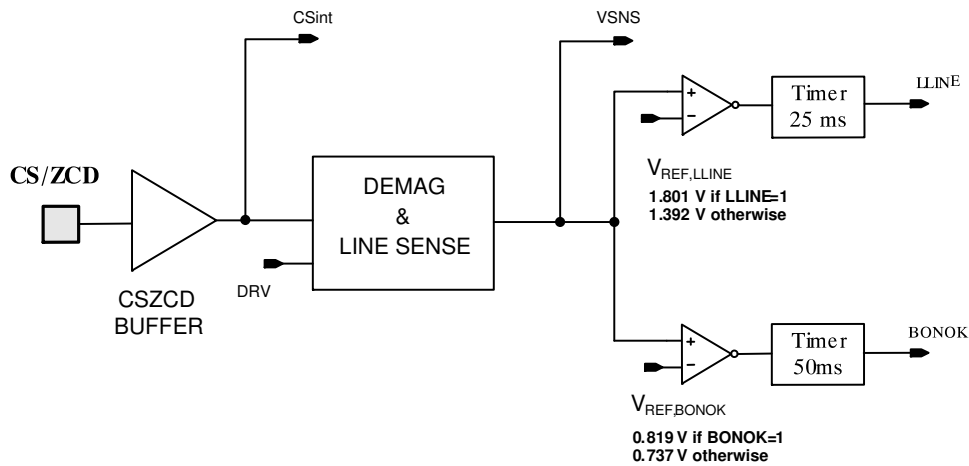 CSint
VSNS
LLINE
Timer
25 ms
+
−
CS/ZCD
V_REF,LLINE
1.801 V if LLINE=1
1.392 V otherwise
DEMAG
&
LINE SENSE
DRV
CSZCD
BUFFER
BONOK
Timer
50ms
+
−
V_REF,BONOK
0.819 V if BONOK=1
0.737 V otherwise